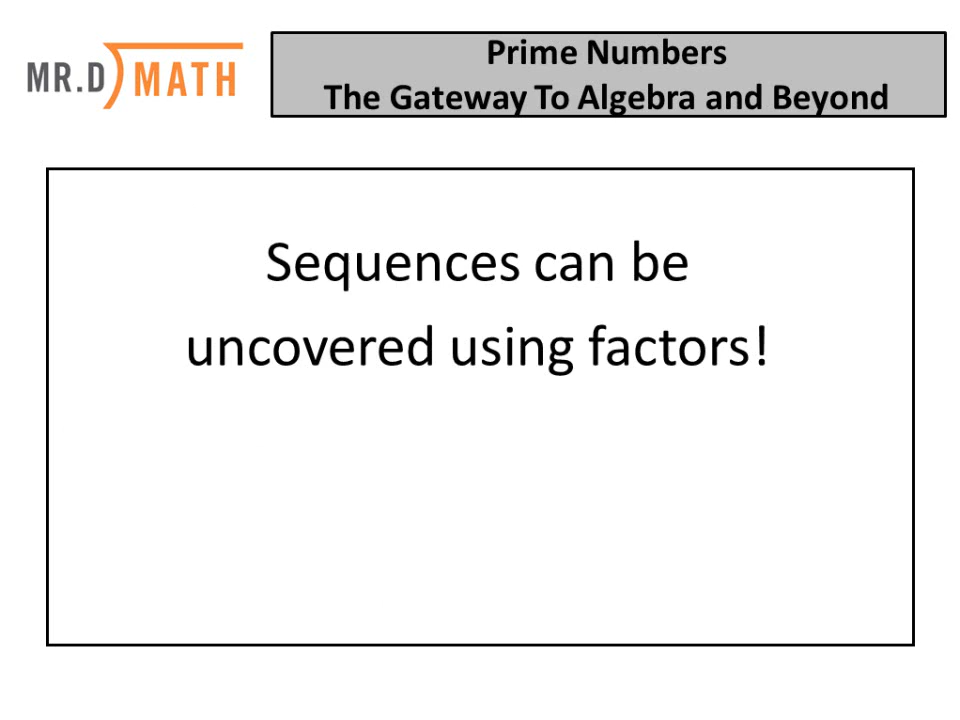 MR.D MATH
Prime Numbers
The Gateway To Algebra and Beyond
Sequences can be
uncovered using factors!